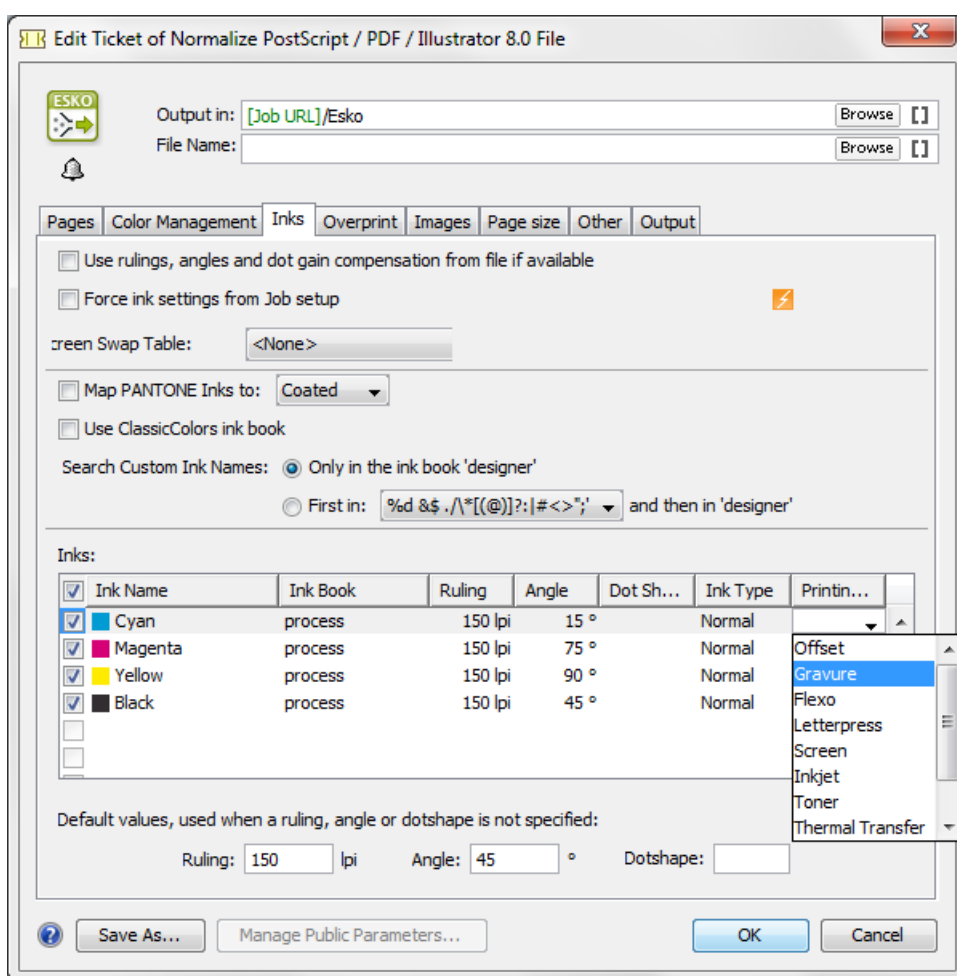 Edit Ticket of Normalize PostScript / PDF / Illustrator 8.0 File
ESKO
Output in: [Job URL]/Esko Browse []
File Name: Browse []
Pages Color Management Inks Overprint Images Page size Other Output
Use rulings, angles and dot gain compensation from file if available
Force ink settings from Job setup
creen Swap Table: <None>
Map PANTONE Inks to: Coated
Use ClassicColors ink book
Search Custom Ink Names: Only in the ink book 'designer'
First in: %d &$ ./\*[(@)]?:|#<>";' and then in 'designer'
Inks:
Ink Name Ink Book Ruling Angle Dot Sh... Ink Type Printin...
Cyan process 150 lpi 15 ° Normal
Magenta process 150 lpi 75 ° Normal
Yellow process 150 lpi 90 ° Normal
Black process 150 lpi 45 ° Normal
Offset
Gravure
Flexo
Letterpress
Screen
Inkjet
Toner
Thermal Transfer
Default values, used when a ruling, angle or dotshape is not specified:
Ruling: 150 lpi Angle: 45 ° Dotshape:
? Save As... Manage Public Parameters... OK Cancel